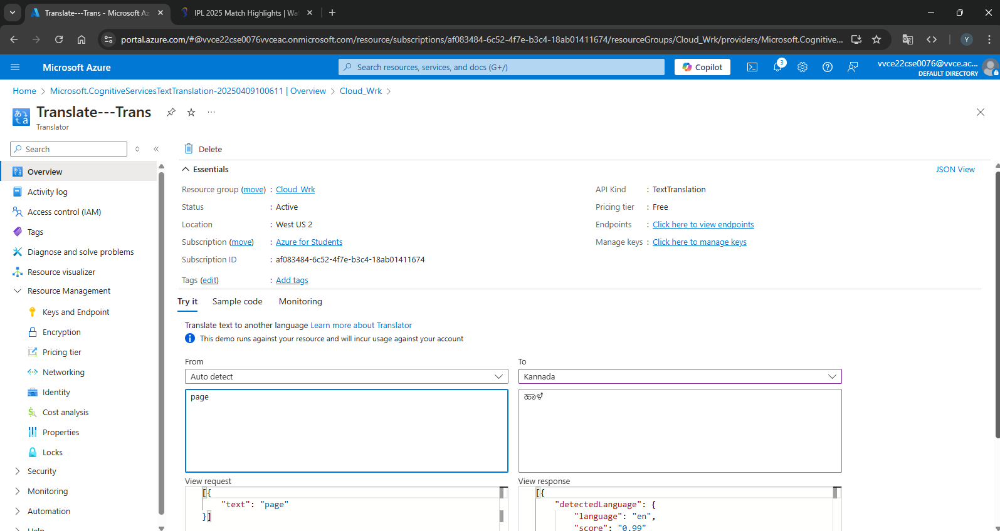 Translate---Trans - Microsoft Az
IPL 2025 Match Highlights | Wa
portal.azure.com/#@vvce22cse0076vvceac.onmicrosoft.com/resource/subscriptions/af083484-6c52-4f7e-b3c4-18ab01411674/resourceGroups/Cloud_Wrk/providers/Microsoft.Cognitive...
Y
Microsoft Azure
Search resources, services, and docs (G+/)
Copilot
3
vvce22cse0076@vvce.ac...
DEFAULT DIRECTORY
Home > Microsoft.CognitiveServicesTextTranslation-20250409100611 | Overview > Cloud_Wrk >
Translate---Trans
Translator
Search
Overview
Activity log
Access control (IAM)
Tags
Diagnose and solve problems
Resource visualizer
Resource Management
Keys and Endpoint
Encryption
Pricing tier
Networking
Identity
Cost analysis
Properties
Locks
Security
Monitoring
Automation
Help
Delete
Essentials
JSON View
Resource group (move) : Cloud_Wrk
Status : Active
Location : West US 2
Subscription (move) : Azure for Students
Subscription ID : af083484-6c52-4f7e-b3c4-18ab01411674
Tags (edit) : Add tags
API Kind : TextTranslation
Pricing tier : Free
Endpoints : Click here to view endpoints
Manage keys : Click here to manage keys
Try it Sample code Monitoring
Translate text to another language Learn more about Translator
This demo runs against your resource and will incur usage against your account
From
Auto detect
page
To
Kannada
ಹಾಳೆ
View request
[{
"text": "page"
}]
View response
[{
"detectedLanguage": {
"language": "en",
"score": "0.99"